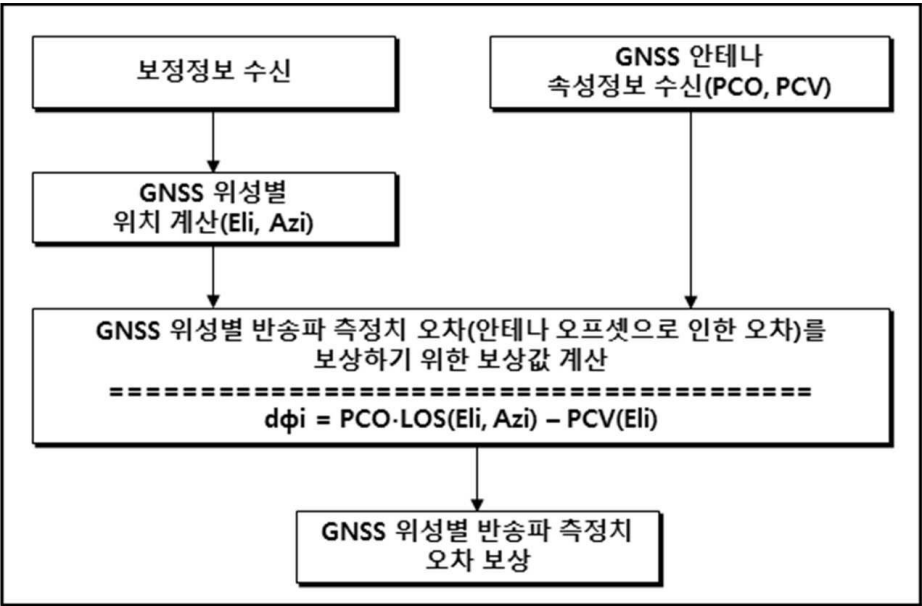 보정정보 수신
GNSS 안테나
속성정보 수신(PCO, PCV)
GNSS 위성별
위치 계산(Eli, Azi)
GNSS 위성별 반송파 측정치 오차(안테나 오프셋으로 인한 오차)를
보상하기 위한 보상값 계산
=======================================
dϕi = PCO·LOS(Eli, Azi) – PCV(Eli)
GNSS 위성별 반송파 측정치
오차 보상